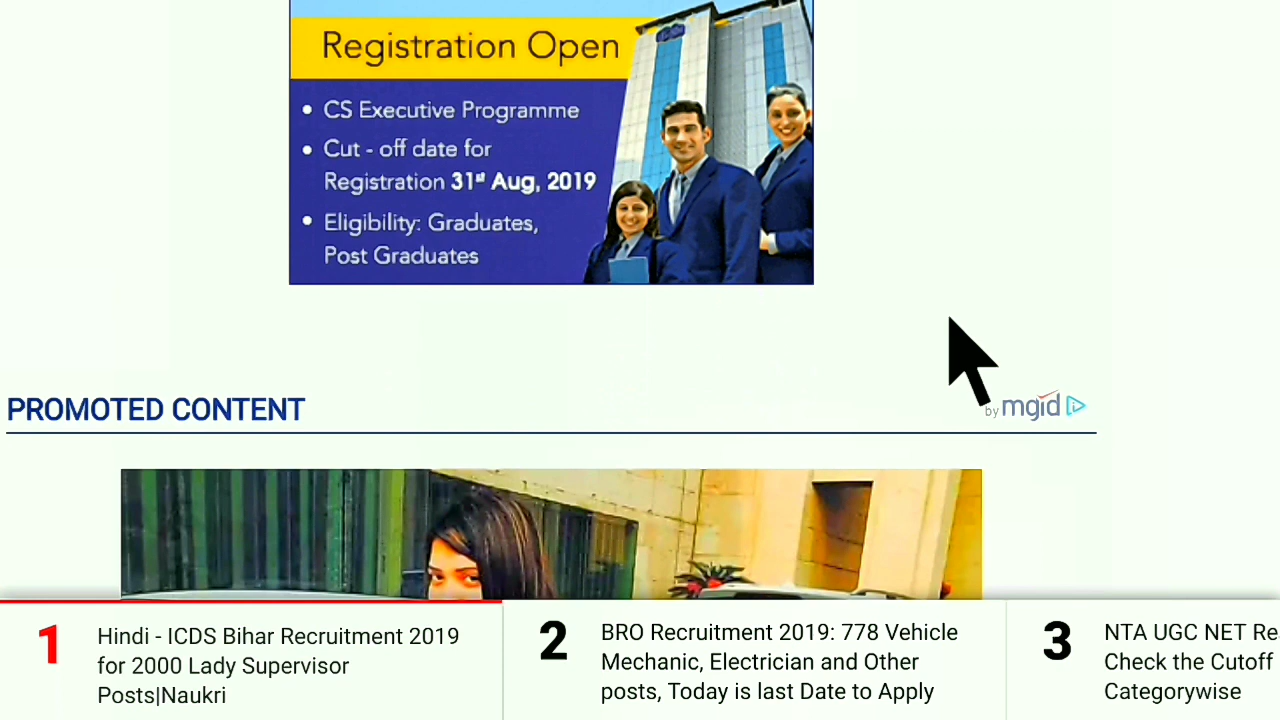 Registration Open
• CS Executive Programme
• Cut - off date for
Registration 31st Aug, 2019
• Eligibility: Graduates,
Post Graduates
PROMOTED CONTENT
by mgid
1
Hindi - ICDS Bihar Recruitment 2019
for 2000 Lady Supervisor
Posts|Naukri
2
BRO Recruitment 2019: 778 Vehicle
Mechanic, Electrician and Other
posts, Today is last Date to Apply
3
NTA UGC NET Re
Check the Cutoff
Categorywise